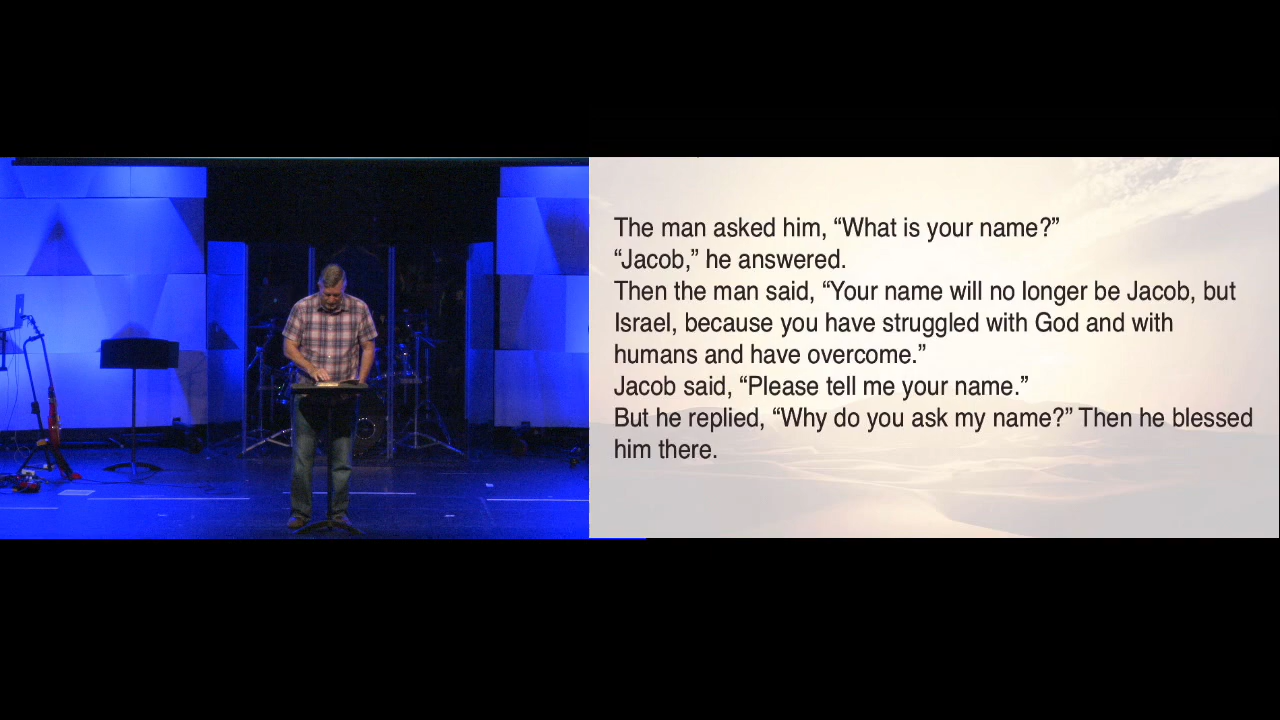 The man asked him, “What is your name?”
“Jacob,” he answered.
Then the man said, “Your name will no longer be Jacob, but
Israel, because you have struggled with God and with
humans and have overcome.”
Jacob said, “Please tell me your name.”
But he replied, “Why do you ask my name?” Then he blessed
him there.